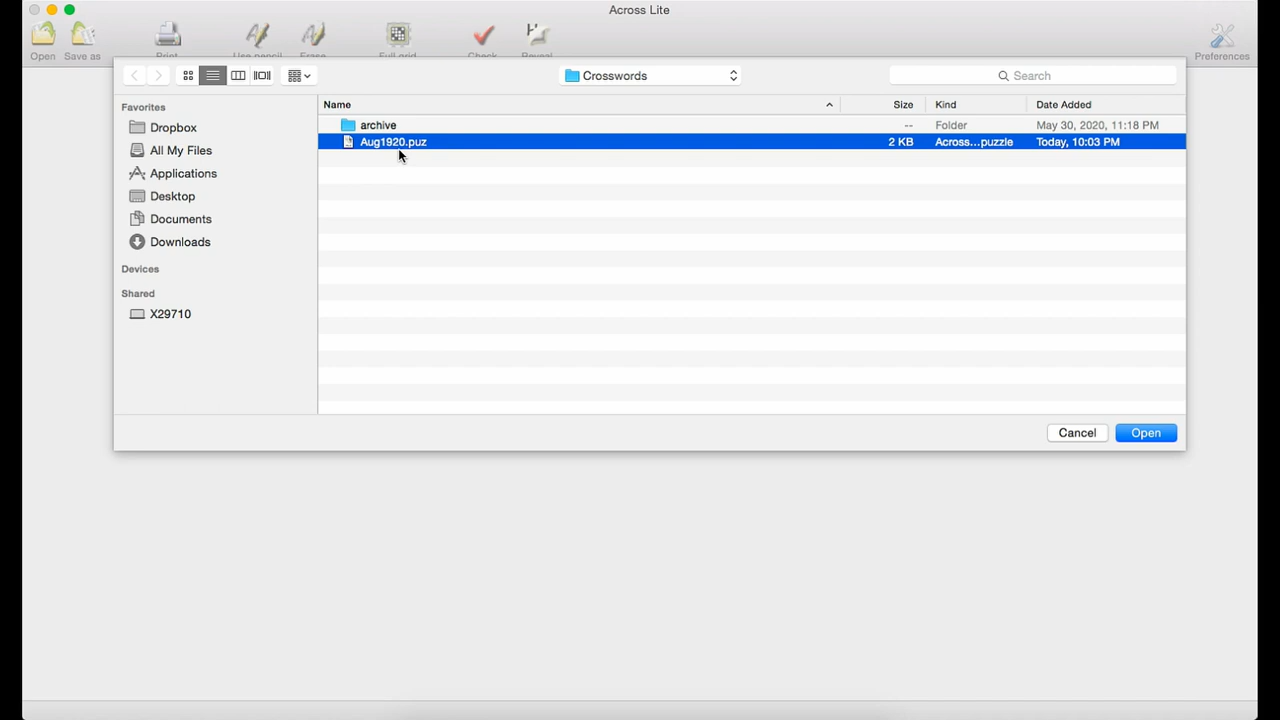 Across Lite
Open Save as Print Use pencil Erase Full grid Check Reveal Preferences
Crosswords
Search
Favorites
Dropbox
All My Files
Applications
Desktop
Documents
Downloads
Devices
Shared
X29710
Name Size Kind Date Added
archive -- Folder May 30, 2020, 11:18 PM
Aug1920.puz 2 KB Across...puzzle Today, 10:03 PM
Cancel Open